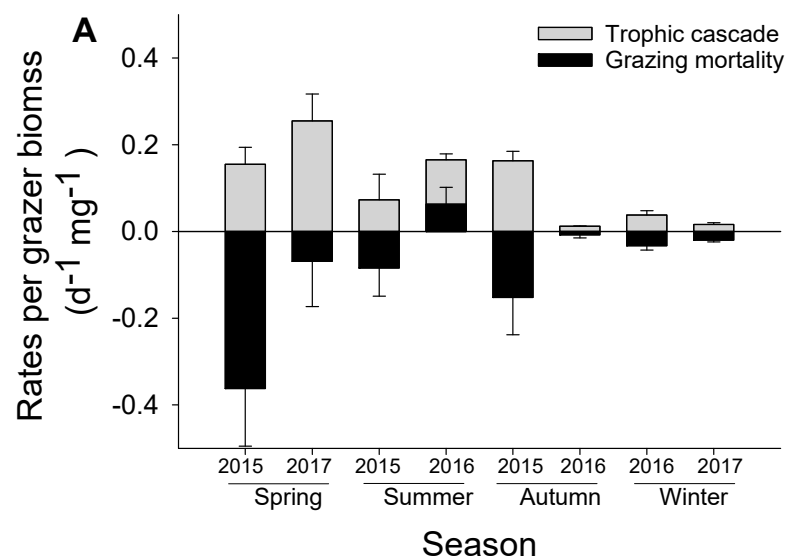 A
Trophic cascade
Grazing mortality
Rates per grazer biomss
(d⁻¹ mg⁻¹ )
0.4
0.2
0.0
-0.2
-0.4
2015 2017 2015 2016 2015 2016 2016 2017
Spring Summer Autumn Winter
Season